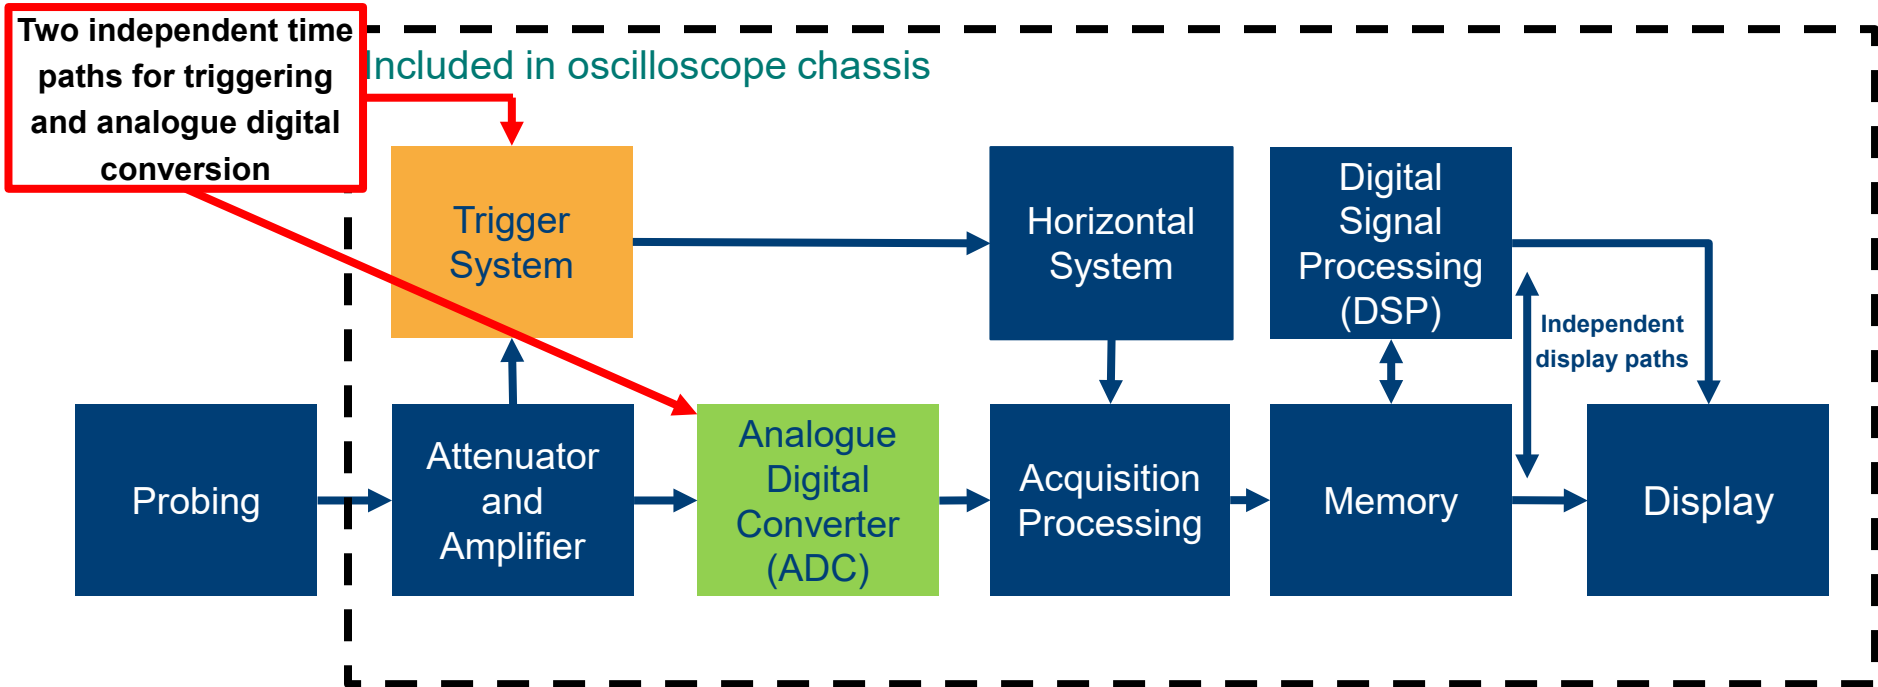 Two independent time
paths for triggering
and analogue digital
conversion
Included in oscilloscope chassis
Trigger
System
Horizontal
System
Digital
Signal
Processing
(DSP)
Independent
display paths
Probing
Attenuator
and
Amplifier
Analogue
Digital
Converter
(ADC)
Acquisition
Processing
Memory
Display